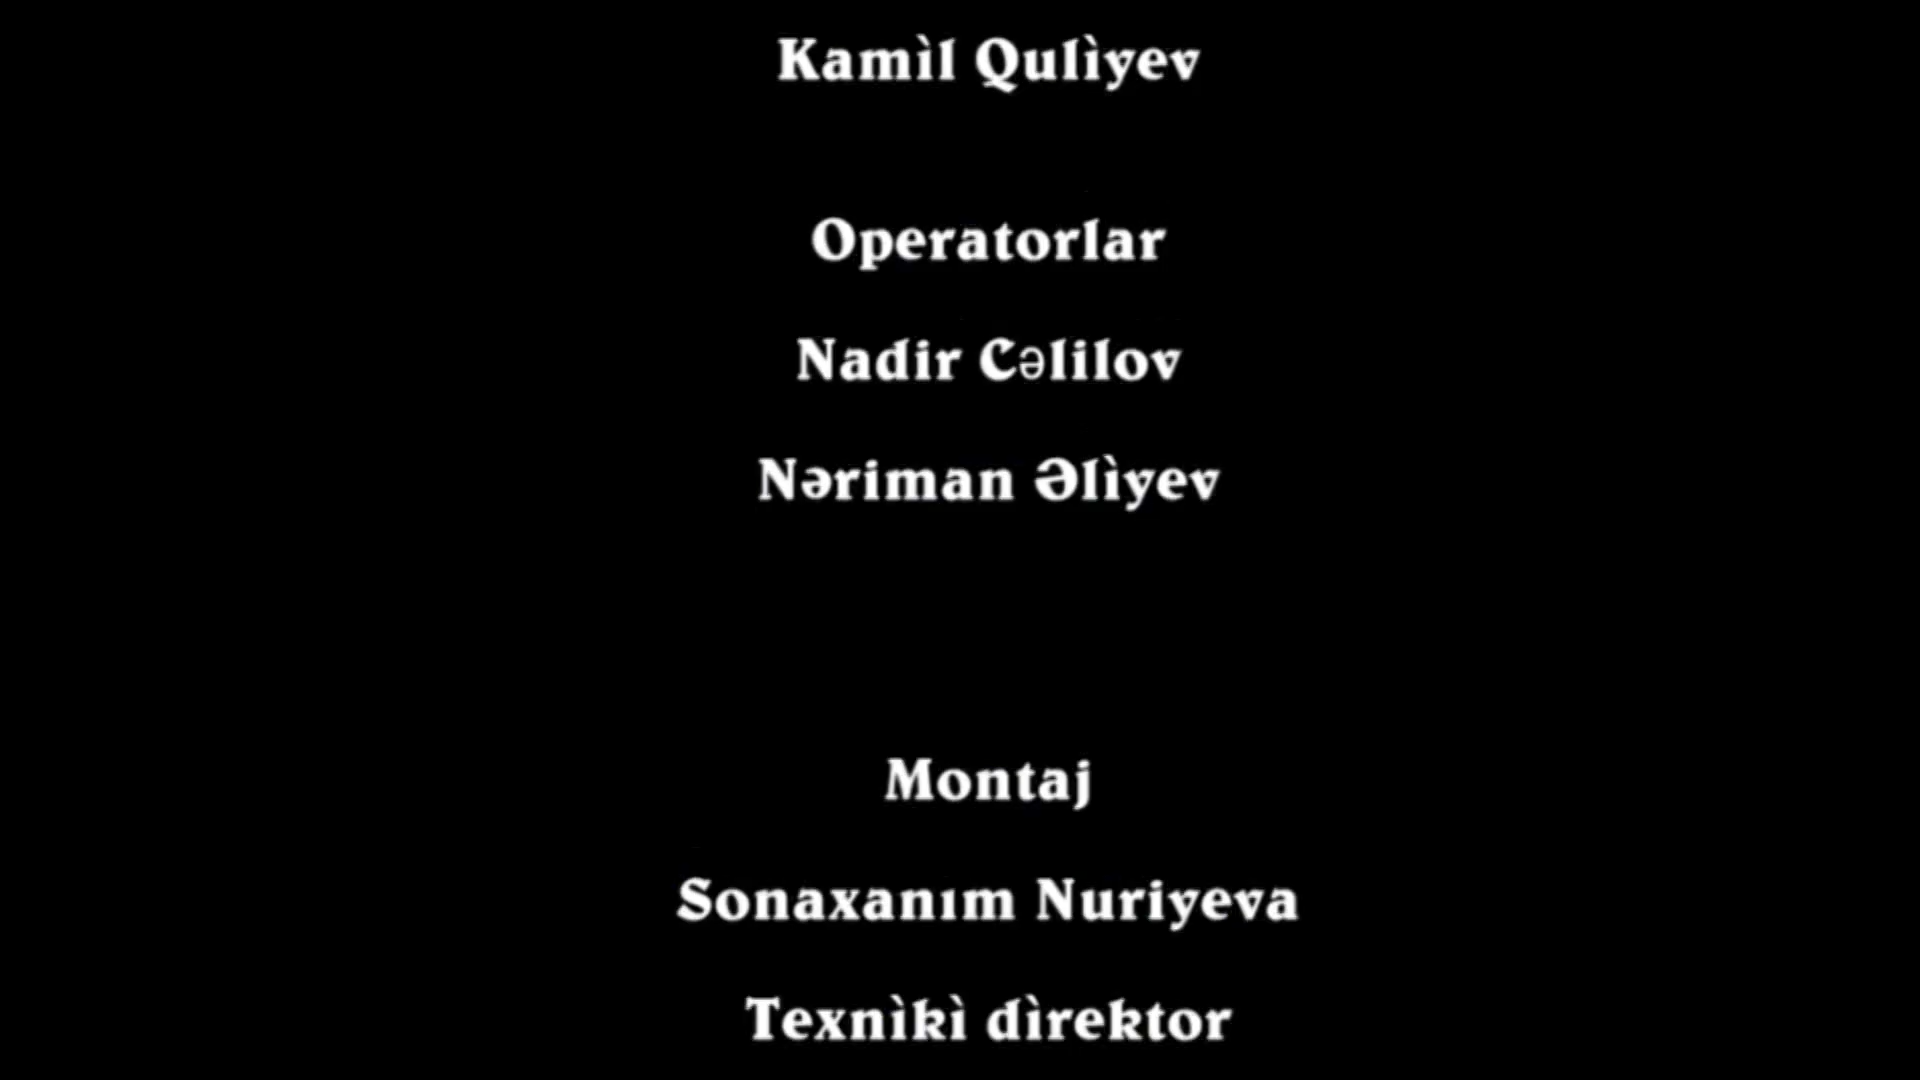 Kamìl Qulìyev
Operatorlar
Nadir Cəlilov
Nəriman Əlìyev
Montaj
Sonaxanım Nuriyeva
Texnìkì dìrektor